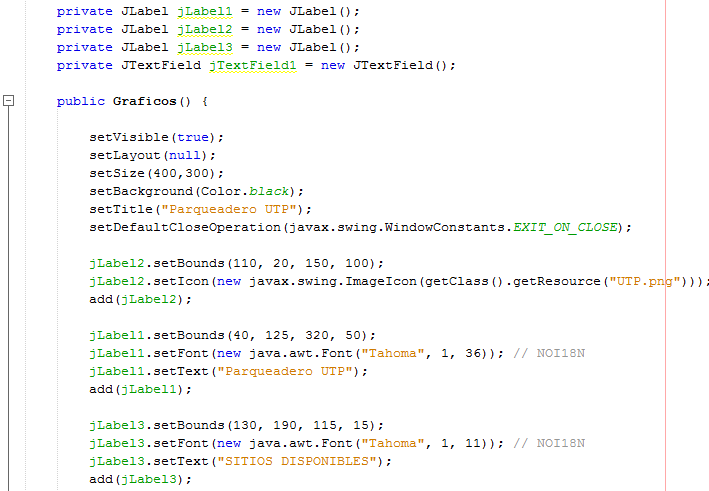 private JLabel jLabel1 = new JLabel();
private JLabel jLabel2 = new JLabel();
private JLabel jLabel3 = new JLabel();
private JTextField jTextField1 = new JTextField();
public Graficos() {
setVisible(true);
setLayout(null);
setSize(400,300);
setBackground(Color.black);
setTitle("Parqueadero UTP");
setDefaultCloseOperation(javax.swing.WindowConstants.EXIT_ON_CLOSE);
jLabel2.setBounds(110, 20, 150, 100);
jLabel2.setIcon(new javax.swing.ImageIcon(getClass().getResource("UTP.png")));
add(jLabel2);
jLabel1.setBounds(40, 125, 320, 50);
jLabel1.setFont(new java.awt.Font("Tahoma", 1, 36)); // NOI18N
jLabel1.setText("Parqueadero UTP");
add(jLabel1);
jLabel3.setBounds(130, 190, 115, 15);
jLabel3.setFont(new java.awt.Font("Tahoma", 1, 11)); // NOI18N
jLabel3.setText("SITIOS DISPONIBLES");
add(jLabel3);